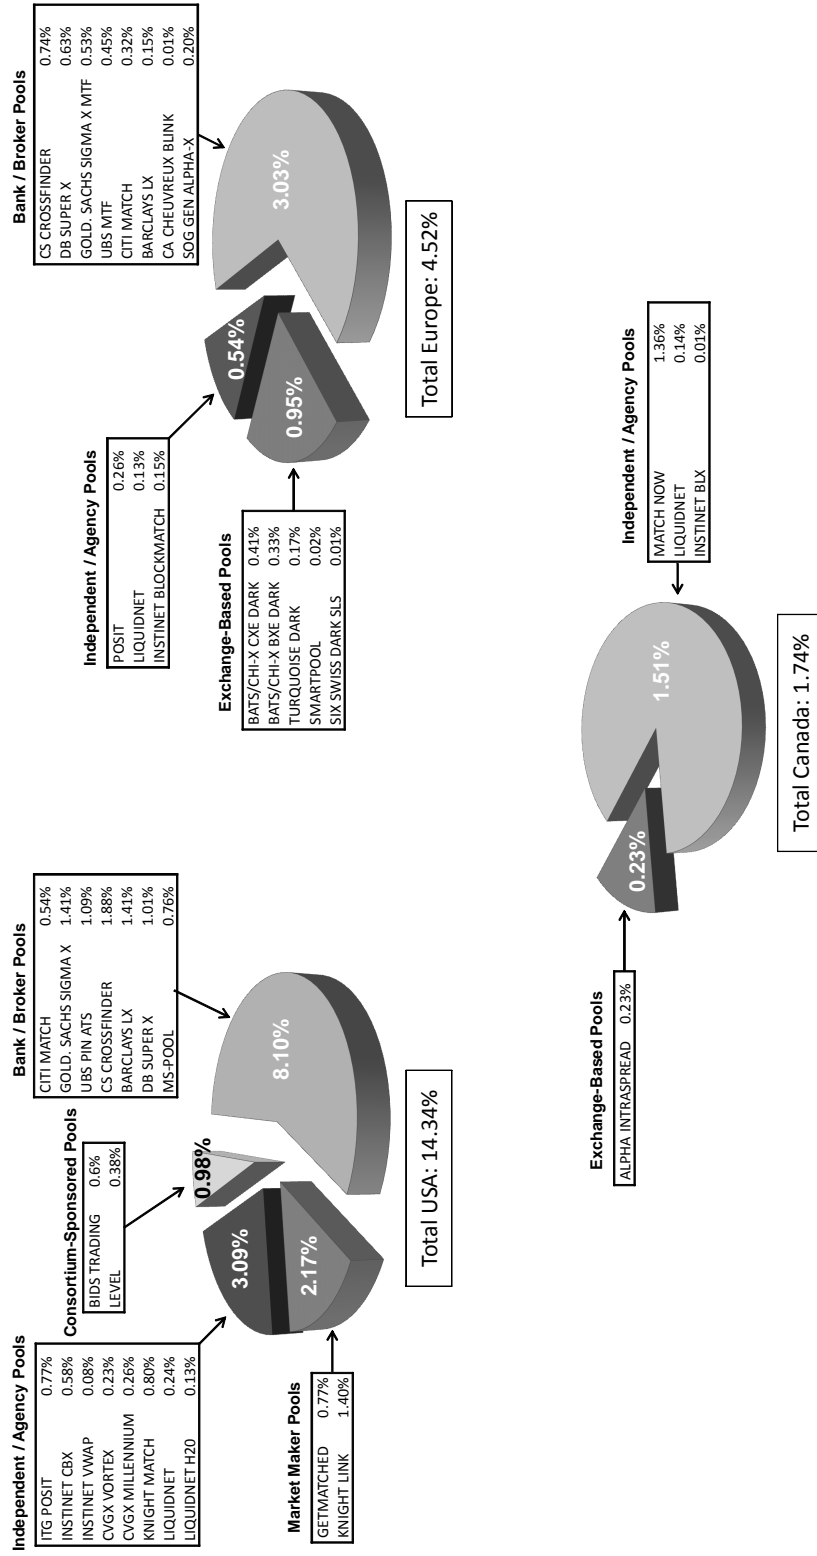 Independent / Agency Pools
ITG POSIT 0.77%
INSTINET CBX 0.58%
INSTINET VWAP 0.08%
CVGX VORTEX 0.23%
CVGX MILLENNIUM 0.26%
KNIGHT MATCH 0.80%
LIQUIDNET 0.24%
LIQUIDNET H20 0.13%
Consortium-Sponsored Pools
BIDS TRADING 0.6%
LEVEL 0.38%
Bank / Broker Pools
CITI MATCH 0.54%
GOLD. SACHS SIGMA X 1.41%
UBS PIN ATS 1.09%
CS CROSSFINDER 1.88%
BARCLAYS LX 1.41%
DB SUPER X 1.01%
MS-POOL 0.76%
Market Maker Pools
GETMATCHED 0.77%
KNIGHT LINK 1.40%
3.09%
0.98%
8.10%
2.17%
Total USA: 14.34%
Independent / Agency Pools
POSIT 0.26%
LIQUIDNET 0.13%
INSTINET BLOCKMATCH 0.15%
Bank / Broker Pools
CS CROSSFINDER 0.74%
DB SUPER X 0.63%
GOLD. SACHS SIGMA X MTF 0.53%
UBS MTF 0.45%
CITI MATCH 0.32%
BARCLAYS LX 0.15%
CA CHEUVREUX BLINK 0.01%
SOG GEN ALPHA-X 0.20%
Exchange-Based Pools
BATS/CHI-X CXE DARK 0.41%
BATS/CHI-X BXE DARK 0.33%
TURQUOISE DARK 0.17%
SMARTPOOL 0.02%
SIX SWISS DARK SLS 0.01%
0.54%
3.03%
0.95%
Total Europe: 4.52%
Exchange-Based Pools
ALPHA INTRASPREAD 0.23%
0.23%
1.51%
Independent / Agency Pools
MATCH NOW 1.36%
LIQUIDNET 0.14%
INSTINET BLX 0.01%
Total Canada: 1.74%